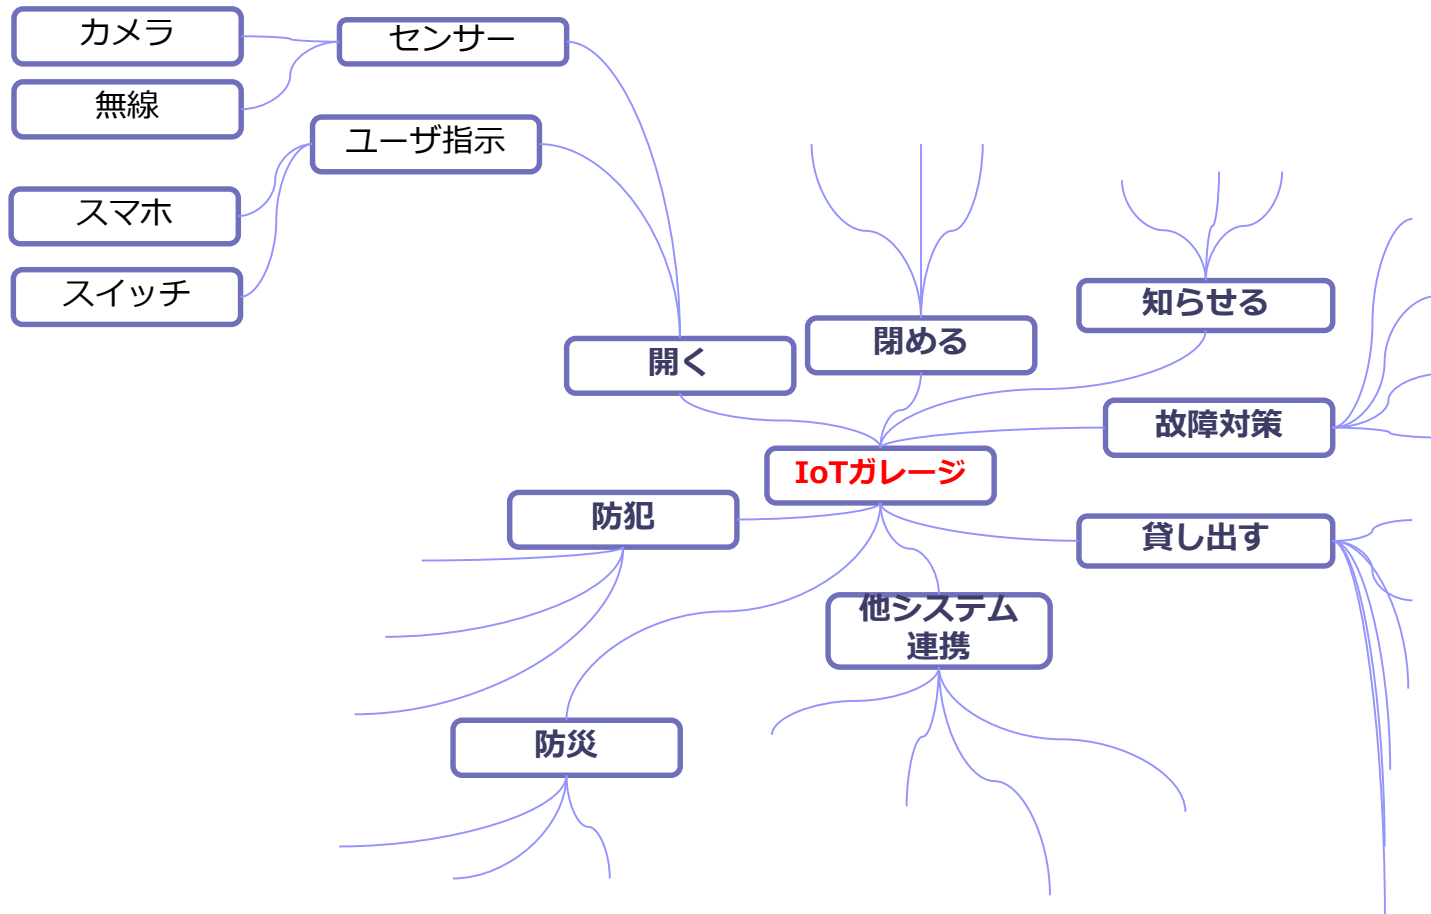 カメラ
センサー
無線
ユーザ指示
スマホ
スイッチ
知らせる
閉める
開く
故障対策
IoTガレージ
防犯
貸し出す
他システム
連携
防災